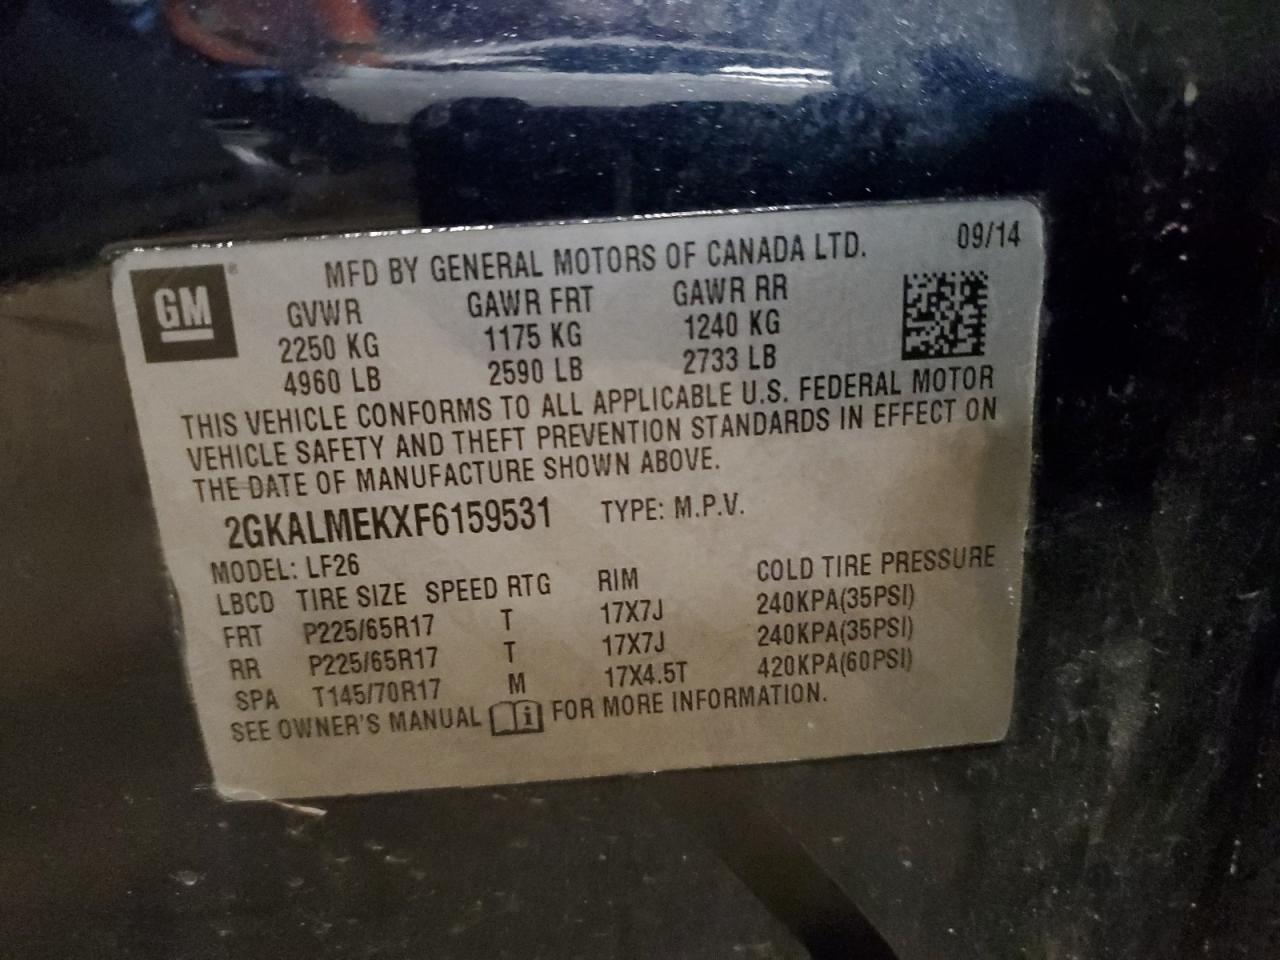 GM®
MFD BY GENERAL MOTORS OF CANADA LTD. 09/14
GVWR GAWR FRT GAWR RR
2250 KG 1175 KG 1240 KG
4960 LB 2590 LB 2733 LB
THIS VEHICLE CONFORMS TO ALL APPLICABLE U.S. FEDERAL MOTOR
VEHICLE SAFETY AND THEFT PREVENTION STANDARDS IN EFFECT ON
THE DATE OF MANUFACTURE SHOWN ABOVE.
2GKALMEKXF6159531 TYPE: M.P.V.
MODEL: LF26
LBCD TIRE SIZE SPEED RTG RIM COLD TIRE PRESSURE
FRT P225/65R17 T 17X7J 240KPA(35PSI)
RR P225/65R17 T 17X7J 240KPA(35PSI)
SPA T145/70R17 M 17X4.5T 420KPA(60PSI)
SEE OWNER'S MANUAL i FOR MORE INFORMATION.